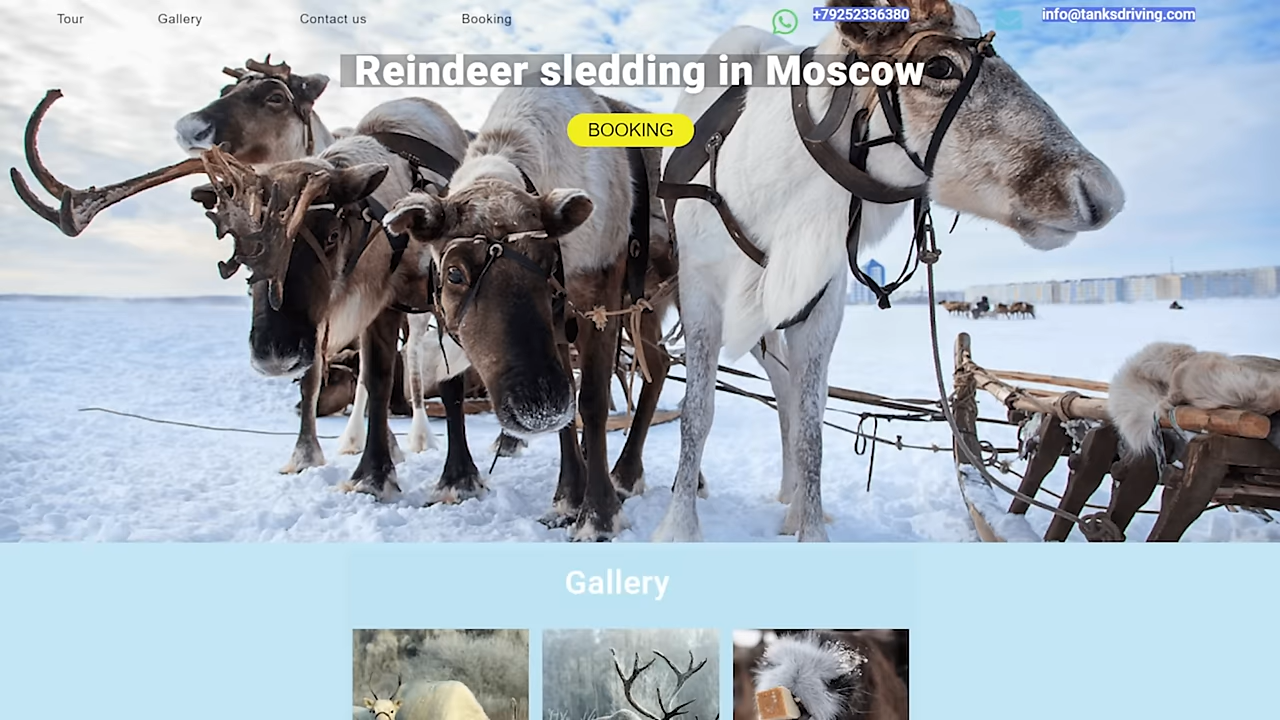 Tour Gallery Contact us Booking +79252336380 info@tanksdriving.com
Reindeer sledding in Moscow
BOOKING
Gallery